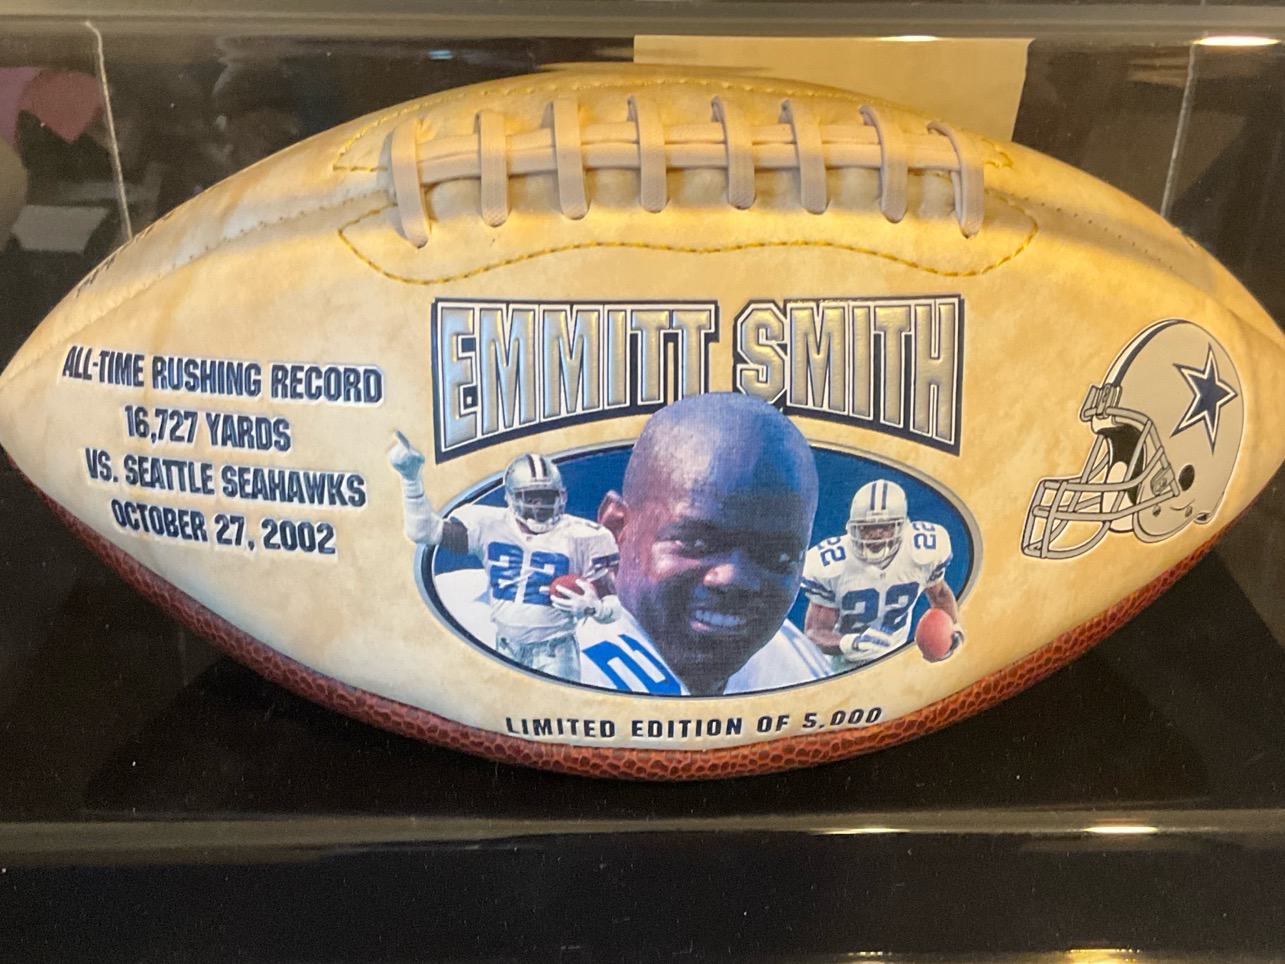 EMMITT SMITH
ALL-TIME RUSHING RECORD
16,727 YARDS
VS. SEATTLE SEAHAWKS
OCTOBER 27, 2002
22
22
22
22
LIMITED EDITION OF 5,000